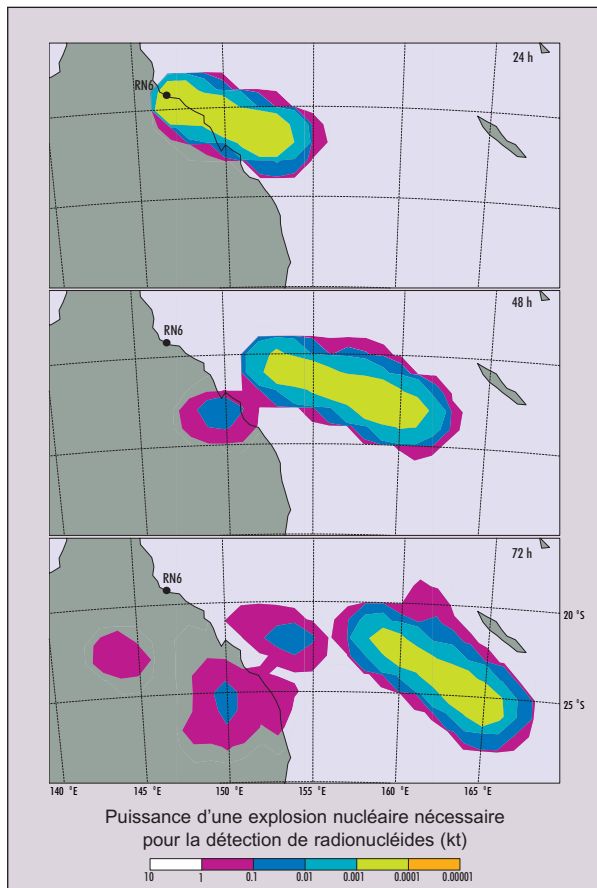 24 h
RN6
48 h
RN6
72 h
RN6
20 °S
25 °S
140 °E 145 °E 150 °E 155 °E 160 °E 165 °E
Puissance d'une explosion nucléaire nécessaire
pour la détection de radionucléides (kt)
10 1 0.1 0.01 0.001 0.0001 0.00001